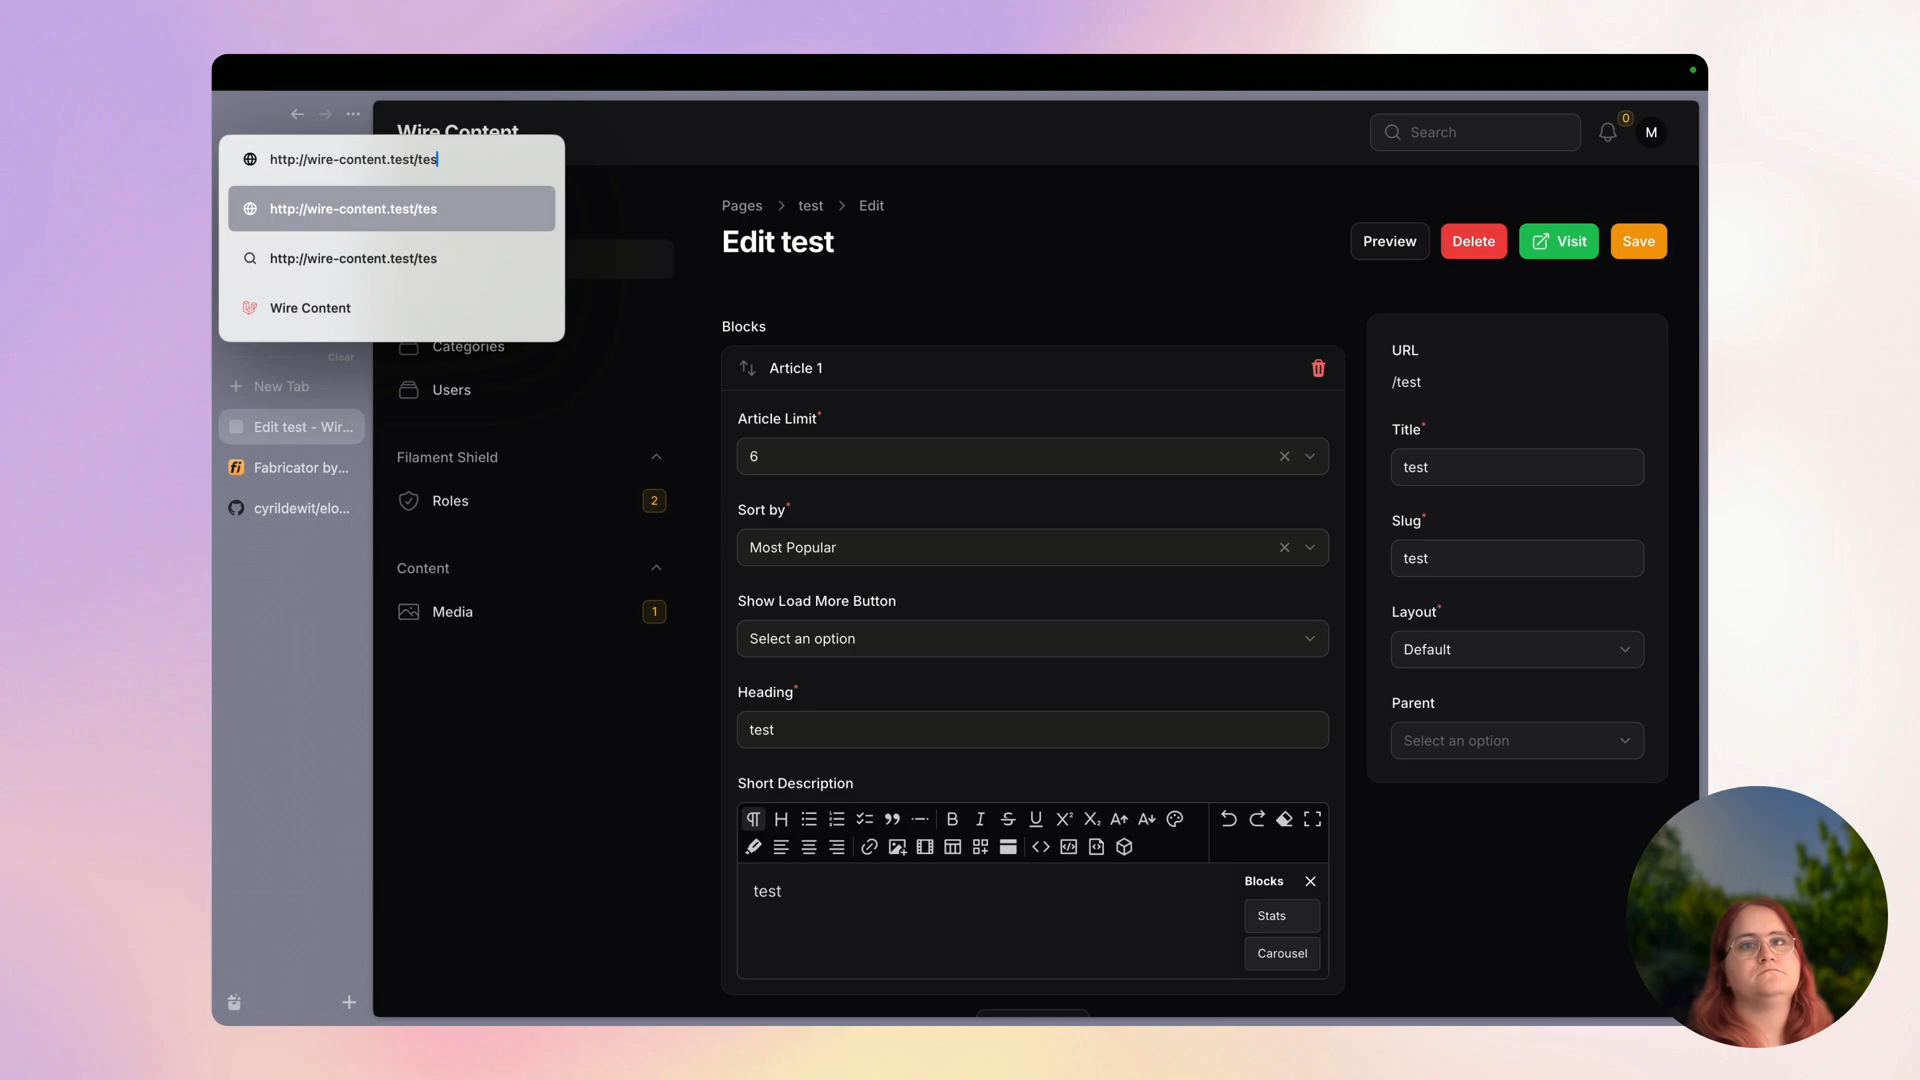 Wire Content
Search
0
M
http://wire-content.test/tes
http://wire-content.test/tes
http://wire-content.test/tes
Wire Content
Clear
New Tab
Edit test - Wir...
Fabricator by...
cyrildewit/elo...
Categories
Users
Filament Shield
Roles
2
Content
Media
1
Pages > test > Edit
Edit test
Preview
Delete
Visit
Save
Blocks
Article 1
Article Limit*
6
Sort by*
Most Popular
Show Load More Button
Select an option
Heading*
test
Short Description
test
Blocks
Stats
Carousel
URL
/test
Title*
test
Slug*
test
Layout*
Default
Parent
Select an option